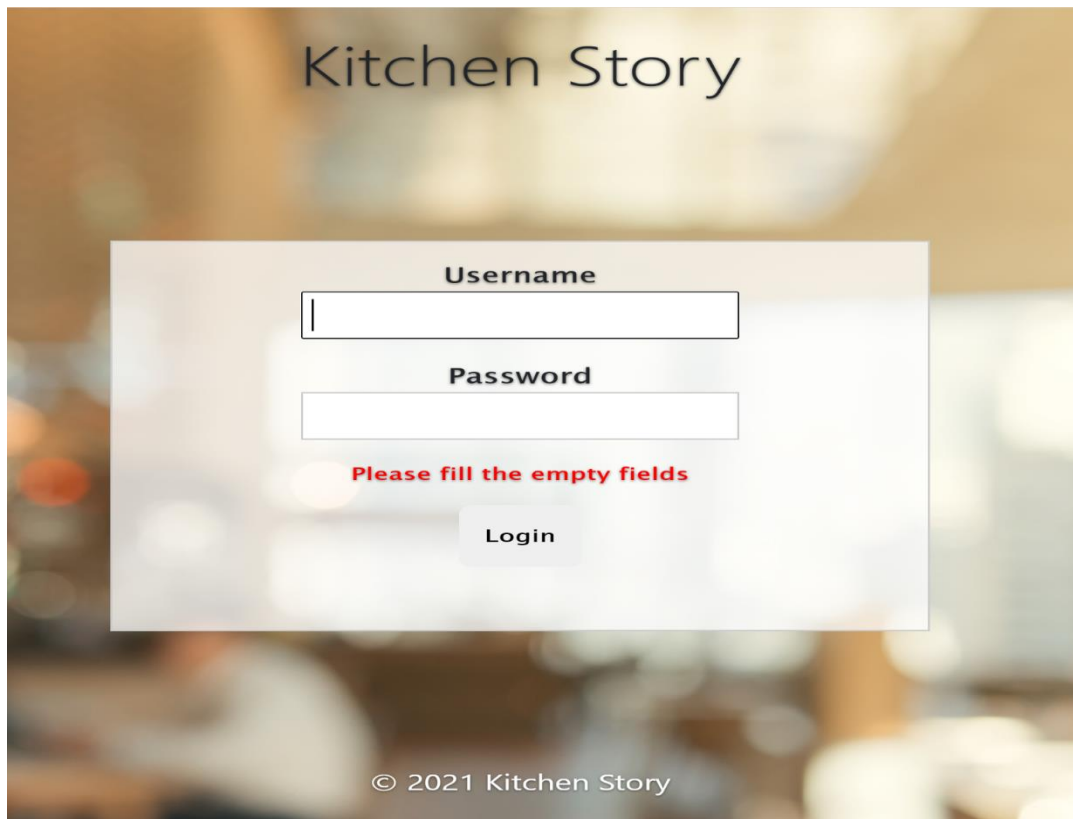 Kitchen Story
Username
Password
Please fill the empty fields
Login
© 2021 Kitchen Story